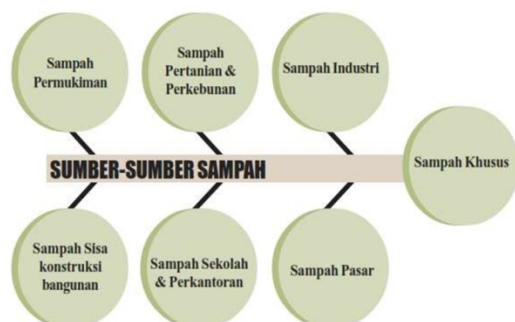 Sampah
Permukiman
Sampah
Pertanian &
Perkebunan
Sampah Industri
SUMBER-SUMBER SAMPAH
Sampah Khusus
Sampah Sisa
konstruksi
bangunan
Sampah Sekolah
& Perkantoran
Sampah Pasar